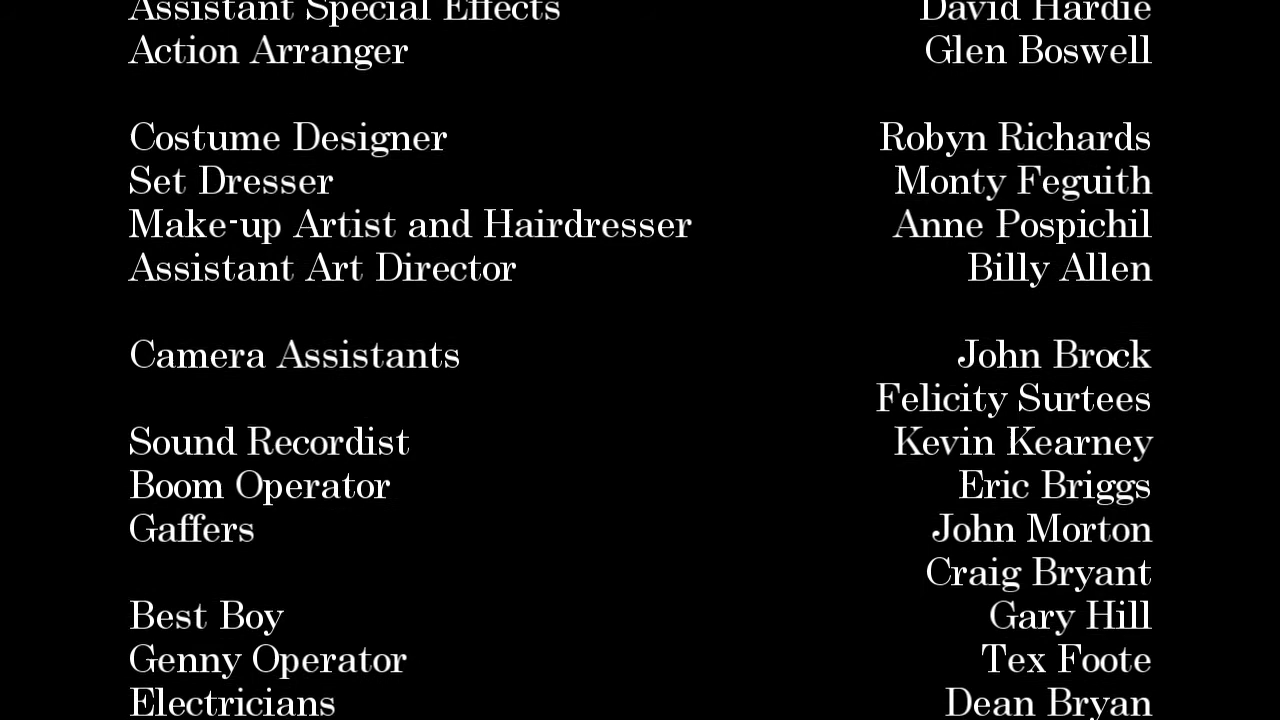 Assistant Special Effects David Hardie
Action Arranger Glen Boswell
Costume Designer Robyn Richards
Set Dresser Monty Feguith
Make-up Artist and Hairdresser Anne Pospichil
Assistant Art Director Billy Allen
Camera Assistants John Brock
Felicity Surtees
Sound Recordist Kevin Kearney
Boom Operator Eric Briggs
Gaffers John Morton
Craig Bryant
Best Boy Gary Hill
Genny Operator Tex Foote
Electricians Dean Bryan